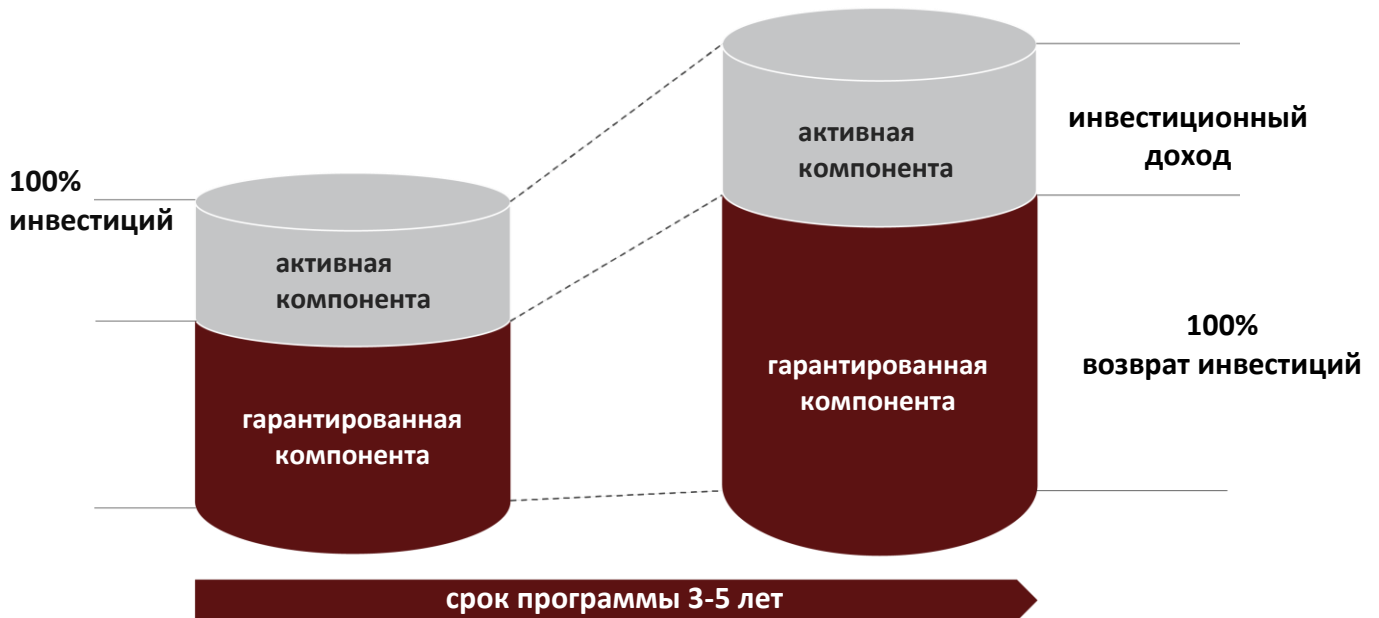 100%
инвестиций
активная
компонента
гарантированная
компонента
активная
компонента
гарантированная
компонента
инвестиционный
доход
100%
возврат инвестиций
срок программы 3-5 лет